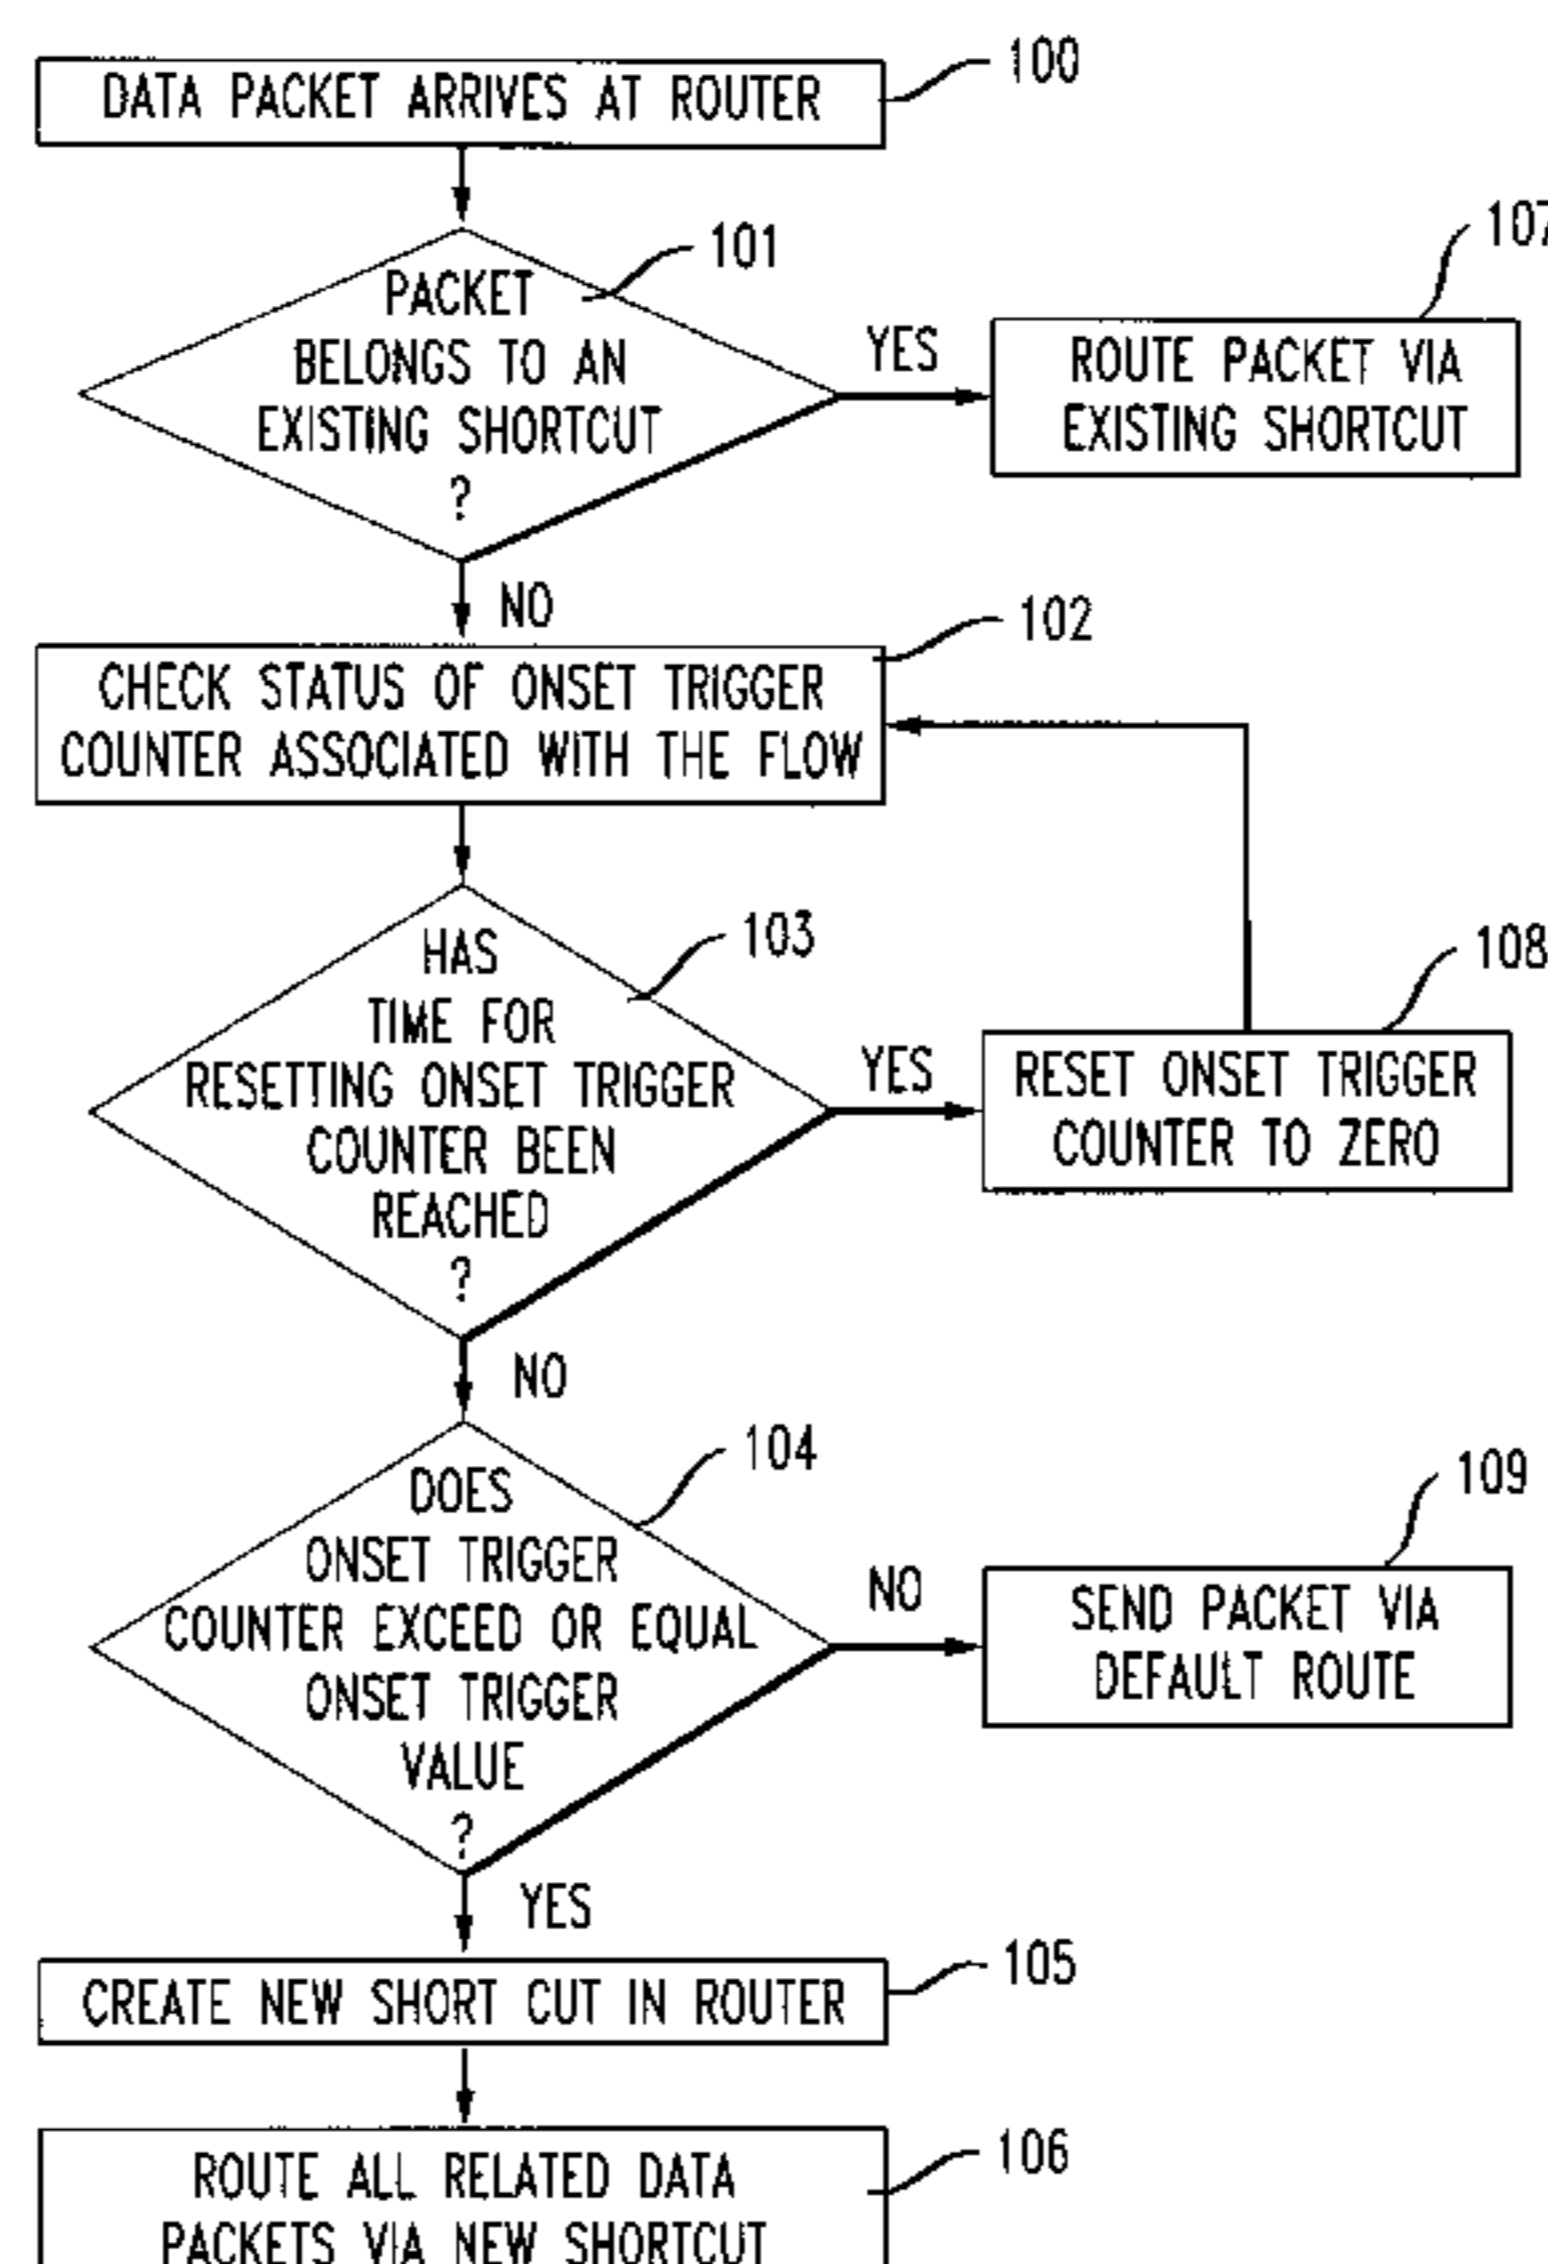 100
DATA PACKET ARRIVES AT ROUTER
101
PACKET
BELONGS TO AN
EXISTING SHORTCUT
?
YES
107
ROUTE PACKET VIA
EXISTING SHORTCUT
NO
102
CHECK STATUS OF ONSET TRIGGER
COUNTER ASSOCIATED WITH THE FLOW
103
HAS
TIME FOR
RESETTING ONSET TRIGGER
COUNTER BEEN
REACHED
?
YES
108
RESET ONSET TRIGGER
COUNTER TO ZERO
NO
104
DOES
ONSET TRIGGER
COUNTER EXCEED OR EQUAL
ONSET TRIGGER
VALUE
?
NO
109
SEND PACKET VIA
DEFAULT ROUTE
YES
105
CREATE NEW SHORT CUT IN ROUTER
106
ROUTE ALL RELATED DATA
PACKETS VIA NEW SHORTCUT